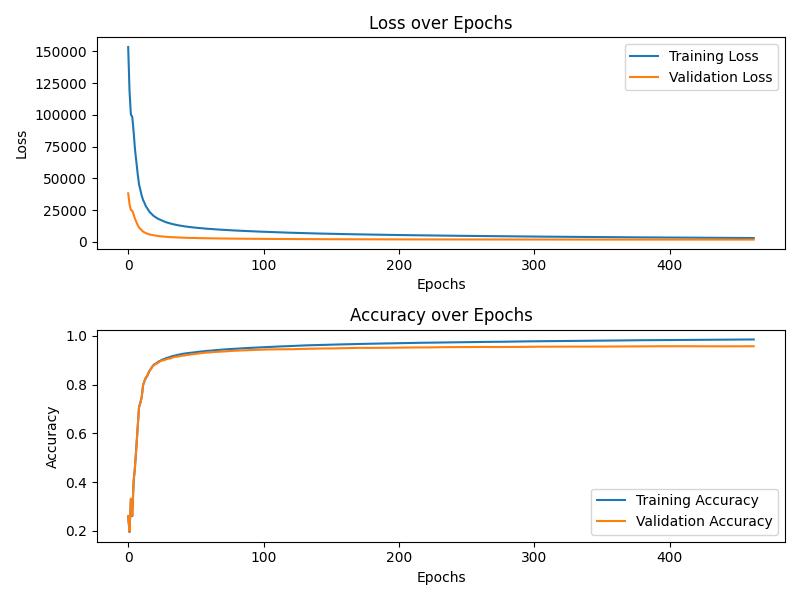 Loss over Epochs
150000
125000
100000
75000
50000
25000
0
Loss
Training Loss
Validation Loss
0 100 200 300 400
Epochs
Accuracy over Epochs
1.0
0.8
0.6
0.4
0.2
Accuracy
Training Accuracy
Validation Accuracy
0 100 200 300 400
Epochs